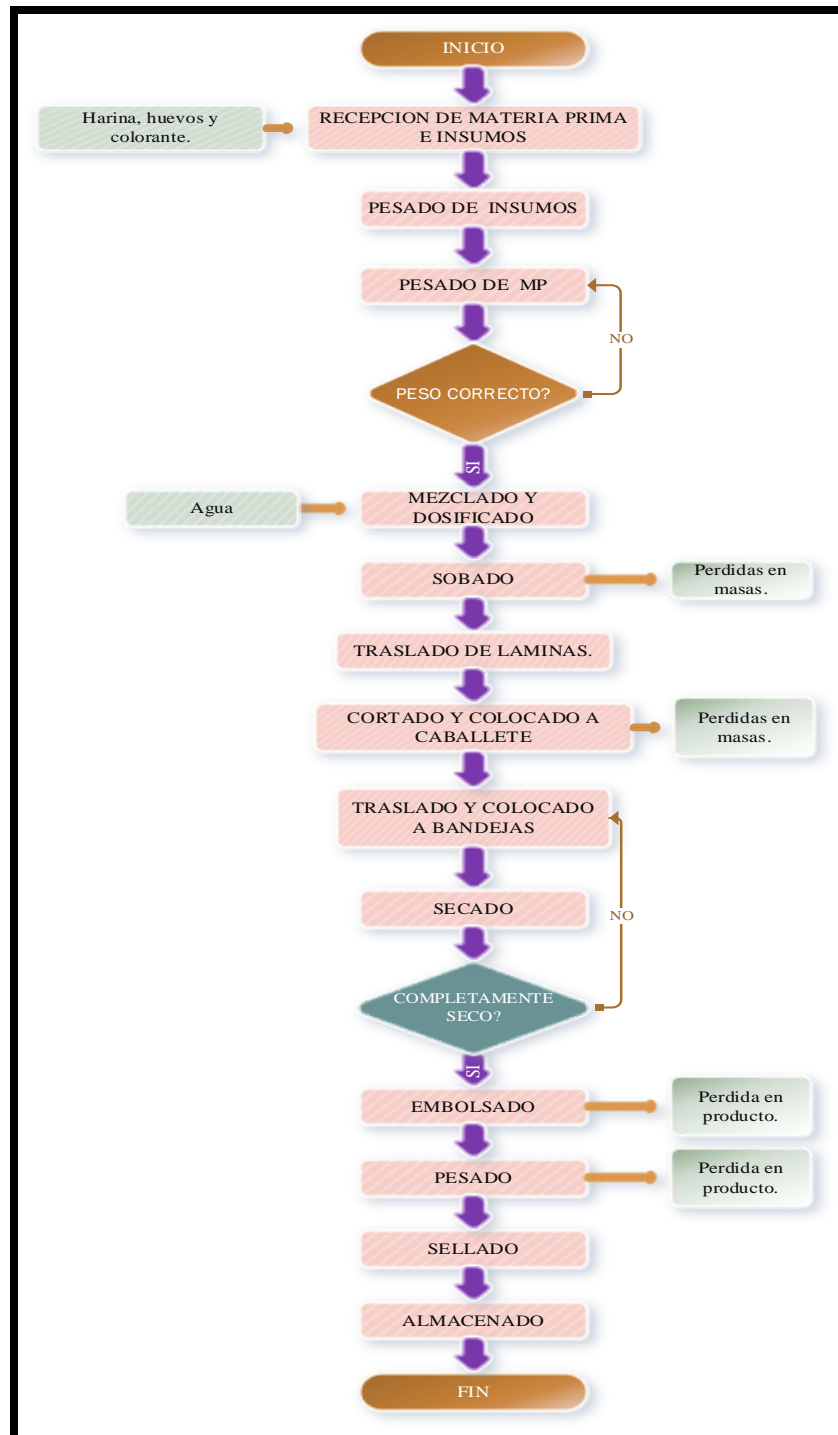 INICIO
Harina, huevos y
colorante.
RECEPCION DE MATERIA PRIMA
E INSUMOS
PESADO DE INSUMOS
PESADO DE MP
NO
PESO CORRECTO?
SI
Agua
MEZCLADO Y
DOSIFICADO
SOBADO
Perdidas en
masas.
TRASLADO DE LAMINAS.
CORTADO Y COLOCADO A
CABALLETE
Perdidas en
masas.
TRASLADO Y COLOCADO
A BANDEJAS
SECADO
NO
COMPLETAMENTE
SECO?
SI
EMBOLSADO
Perdida en
producto.
PESADO
Perdida en
producto.
SELLADO
ALMACENADO
FIN